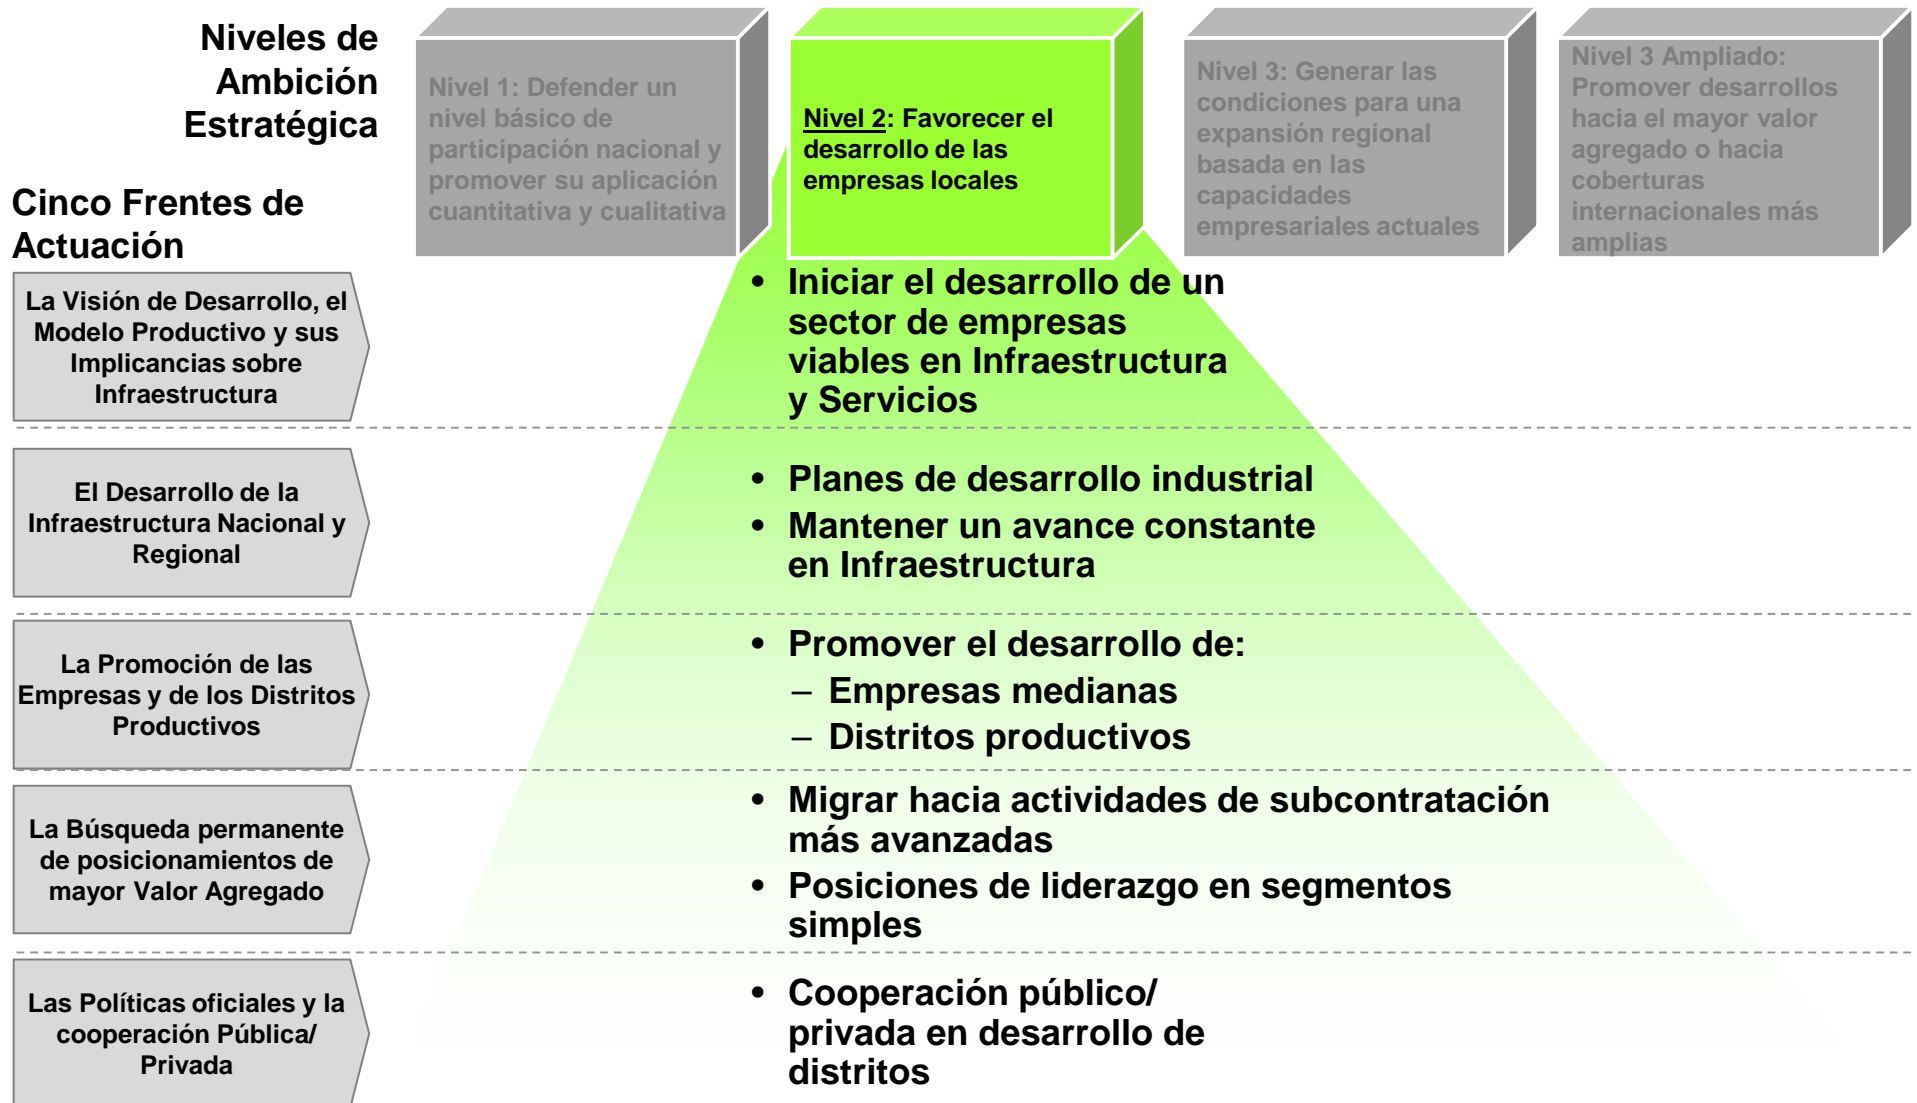 Niveles de
Ambición
Estratégica
Nivel 1: Defender un
nivel básico de
participación nacional y
promover su aplicación
cuantitativa y cualitativa
Nivel 2: Favorecer el
desarrollo de las
empresas locales
Nivel 3: Generar las
condiciones para una
expansión regional
basada en las
capacidades
empresariales actuales
Nivel 3 Ampliado:
Promover desarrollos
hacia el mayor valor
agregado o hacia
coberturas
internacionales más
amplias
Cinco Frentes de
Actuación
La Visión de Desarrollo, el
Modelo Productivo y sus
Implicancias sobre
Infraestructura
• Iniciar el desarrollo de un
sector de empresas
viables en Infraestructura
y Servicios
El Desarrollo de la
Infraestructura Nacional y
Regional
• Planes de desarrollo industrial
• Mantener un avance constante
en Infraestructura
La Promoción de las
Empresas y de los Distritos
Productivos
• Promover el desarrollo de:
– Empresas medianas
– Distritos productivos
La Búsqueda permanente
de posicionamientos de
mayor Valor Agregado
• Migrar hacia actividades de subcontratación
más avanzadas
• Posiciones de liderazgo en segmentos
simples
Las Políticas oficiales y la
cooperación Pública/
Privada
• Cooperación público/
privada en desarrollo de
distritos